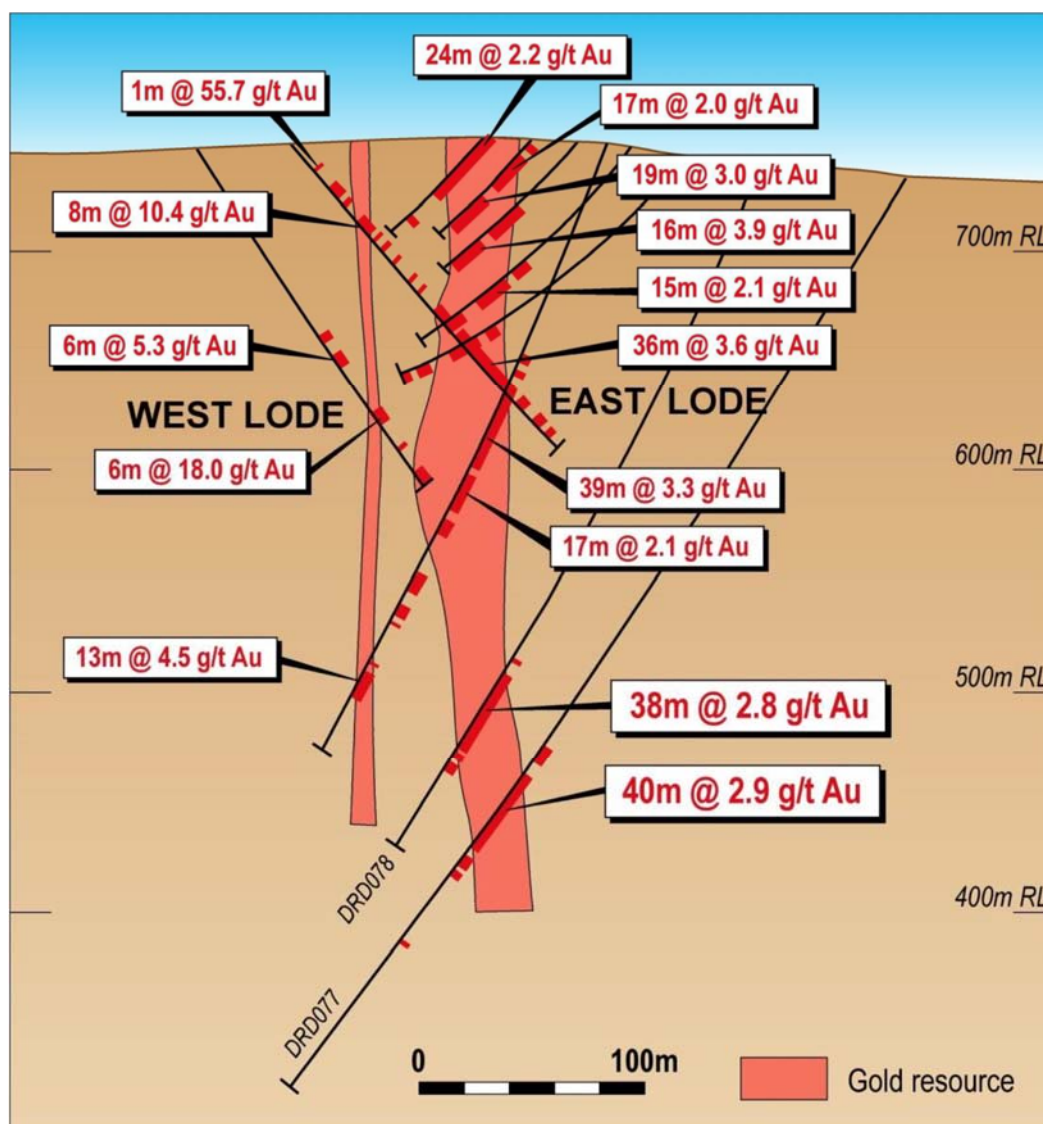 24m @ 2.2 g/t Au
1m @ 55.7 g/t Au
17m @ 2.0 g/t Au
19m @ 3.0 g/t Au
8m @ 10.4 g/t Au
16m @ 3.9 g/t Au
700m RL
15m @ 2.1 g/t Au
6m @ 5.3 g/t Au
36m @ 3.6 g/t Au
WEST LODE
EAST LODE
6m @ 18.0 g/t Au
600m RL
39m @ 3.3 g/t Au
17m @ 2.1 g/t Au
13m @ 4.5 g/t Au
500m RL
38m @ 2.8 g/t Au
40m @ 2.9 g/t Au
DRD078
400m RL
DRD077
0 100m
Gold resource